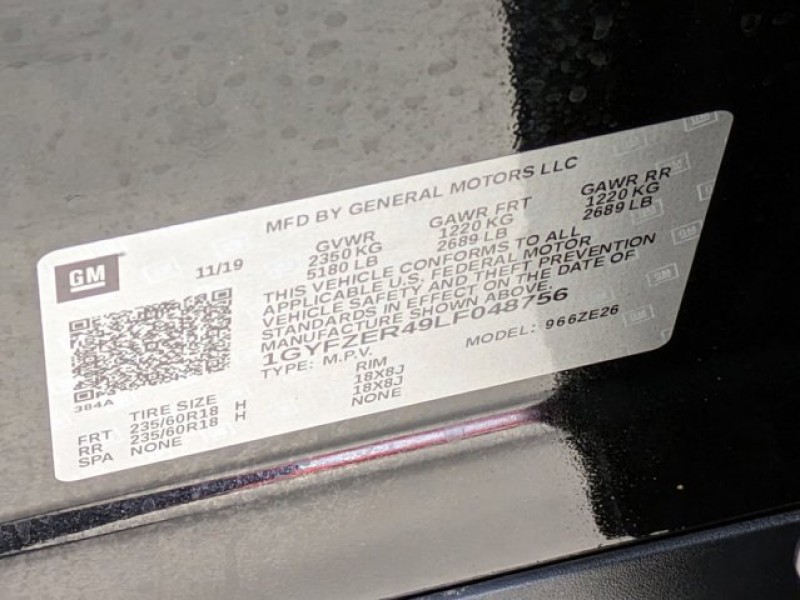 MFD BY GENERAL MOTORS LLC
GM
11/19
GVWR
2350 KG
5180 LB
GAWR FRT
1220 KG
2689 LB
GAWR RR
1220 KG
2689 LB
THIS VEHICLE CONFORMS TO ALL
APPLICABLE U.S. FEDERAL MOTOR
VEHICLE SAFETY AND THEFT PREVENTION
STANDARDS IN EFFECT ON THE DATE OF
MANUFACTURE SHOWN ABOVE.
1GYFZER49LF048756
TYPE: M.P.V.
MODEL: 966ZE26
384A
TIRE SIZE
RIM
FRT 235/60R18 H 18X8J
RR 235/60R18 H 18X8J
SPA NONE NONE